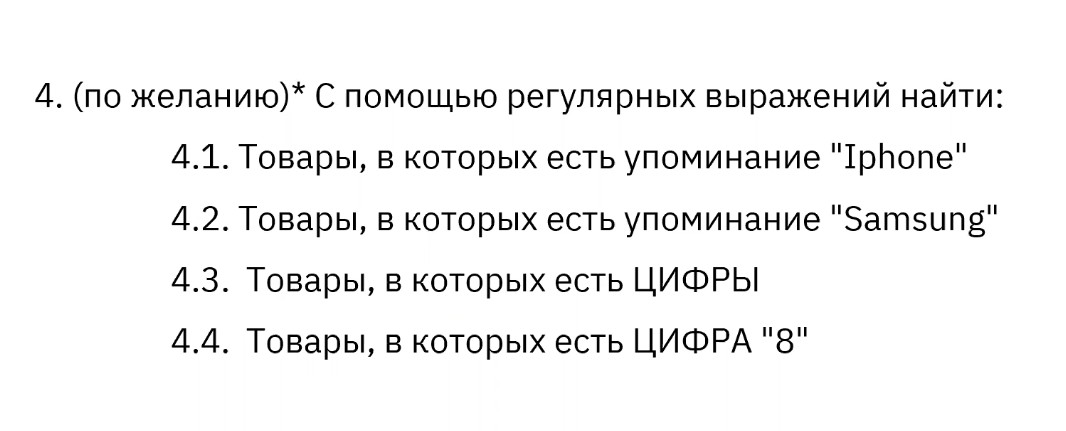 4. (по желанию)* С помощью регулярных выражений найти:
4.1. Товары, в которых есть упоминание "Iphone"
4.2. Товары, в которых есть упоминание "Samsung"
4.3. Товары, в которых есть ЦИФРЫ
4.4. Товары, в которых есть ЦИФРА "8"